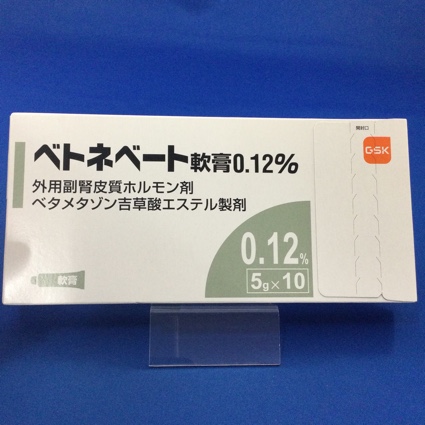 開封口
GSK
ベトネベート軟膏0.12%
外用副腎皮質ホルモン剤
ベタメタゾン吉草酸エステル製剤
0.12%
5g×10
軟膏